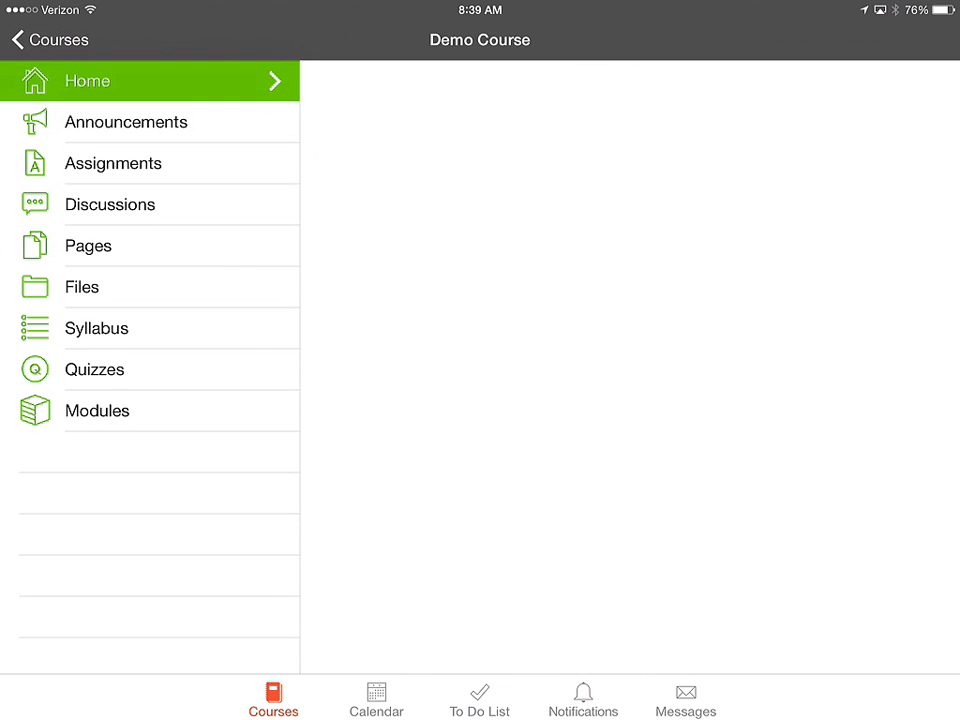 Verizon 8:39 AM 76%
Courses Demo Course
Home
Announcements
A Assignments
Discussions
Pages
Files
Syllabus
Q Quizzes
Modules
Courses Calendar To Do List Notifications Messages